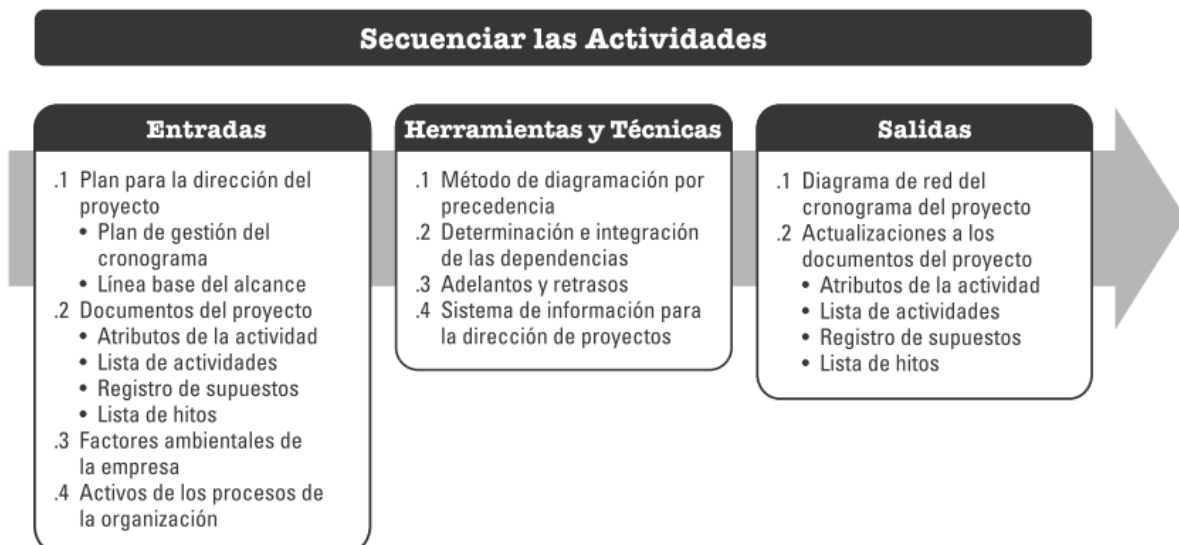 Secuenciar las Actividades
Entradas
.1 Plan para la dirección del
proyecto
• Plan de gestión del
cronograma
• Línea base del alcance
.2 Documentos del proyecto
• Atributos de la actividad
• Lista de actividades
• Registro de supuestos
• Lista de hitos
.3 Factores ambientales de
la empresa
.4 Activos de los procesos de
la organización
Herramientas y Técnicas
.1 Método de diagramación por
precedencia
.2 Determinación e integración
de las dependencias
.3 Adelantos y retrasos
.4 Sistema de información para
la dirección de proyectos
Salidas
.1 Diagrama de red del
cronograma del proyecto
.2 Actualizaciones a los
documentos del proyecto
• Atributos de la actividad
• Lista de actividades
• Registro de supuestos
• Lista de hitos